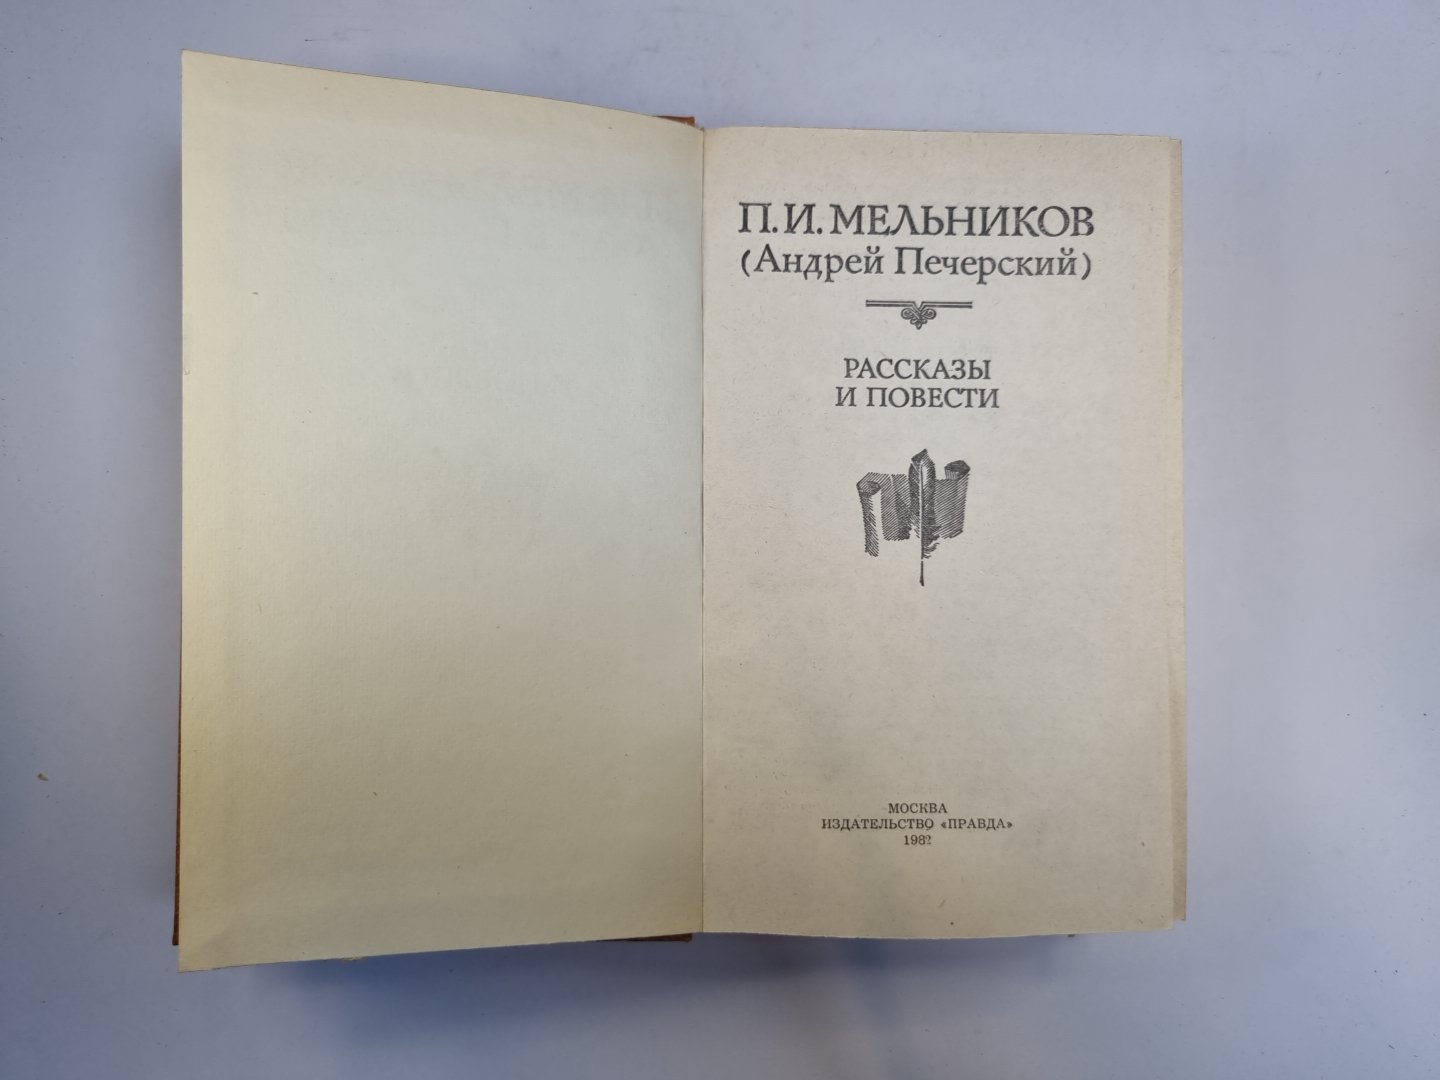 П.И.МЕЛЬНИКОВ
(Андрей Печерский)
РАССКАЗЫ
И ПОВЕСТИ
МОСКВА
ИЗДАТЕЛЬСТВО «ПРАВДА»
1982